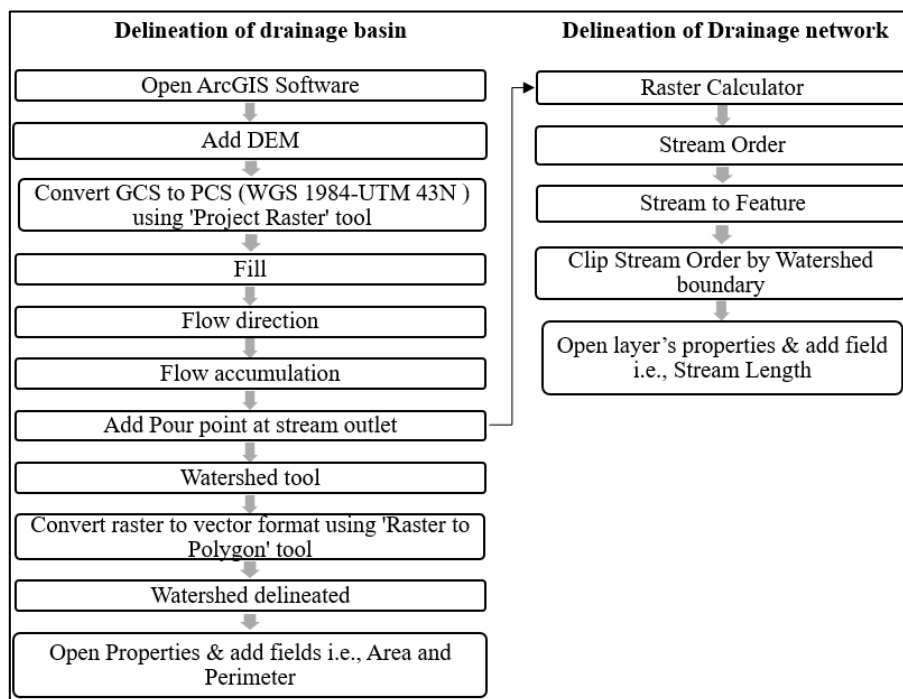 Delineation of drainage basin
Open ArcGIS Software
Add DEM
Convert GCS to PCS (WGS 1984-UTM 43N )
using 'Project Raster' tool
Fill
Flow direction
Flow accumulation
Add Pour point at stream outlet
Watershed tool
Convert raster to vector format using 'Raster to
Polygon' tool
Watershed delineated
Open Properties & add fields i.e., Area and
Perimeter
Delineation of Drainage network
Raster Calculator
Stream Order
Stream to Feature
Clip Stream Order by Watershed
boundary
Open layer’s properties & add field
i.e., Stream Length